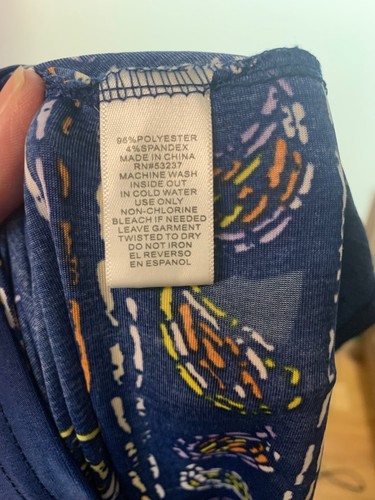 96%POLYESTER
4%SPANDEX
MADE IN CHINA
RN#53237
MACHINE WASH
INSIDE OUT
IN COLD WATER
USE ONLY
NON-CHLORINE
BLEACH IF NEEDED
LEAVE GARMENT
TWISTED TO DRY
DO NOT IRON
EL REVERSO
EN ESPANOL